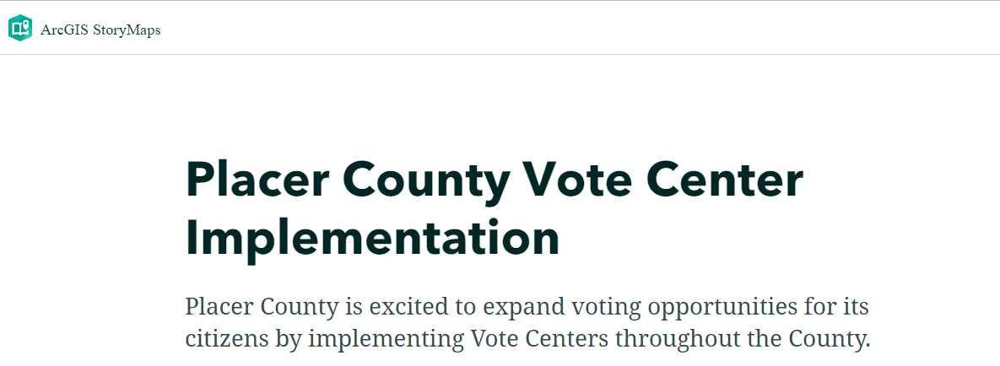 ArcGIS StoryMaps
Placer County Vote Center
Implementation
Placer County is excited to expand voting opportunities for its
citizens by implementing Vote Centers throughout the County.